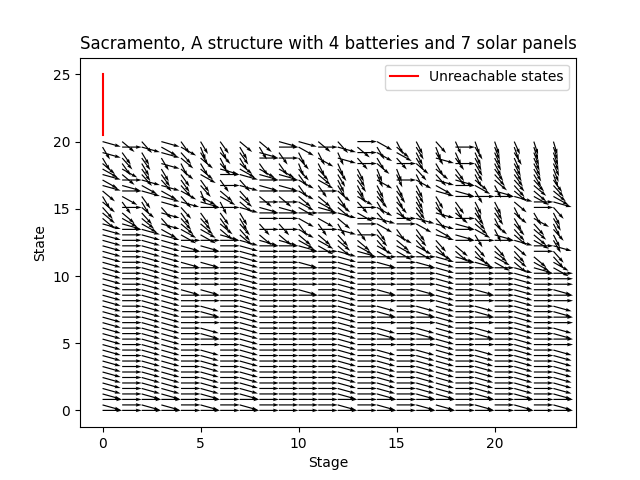 Sacramento, A structure with 4 batteries and 7 solar panels
Unreachable states
25
20
15
10
5
0
State
0 5 10 15 20
Stage